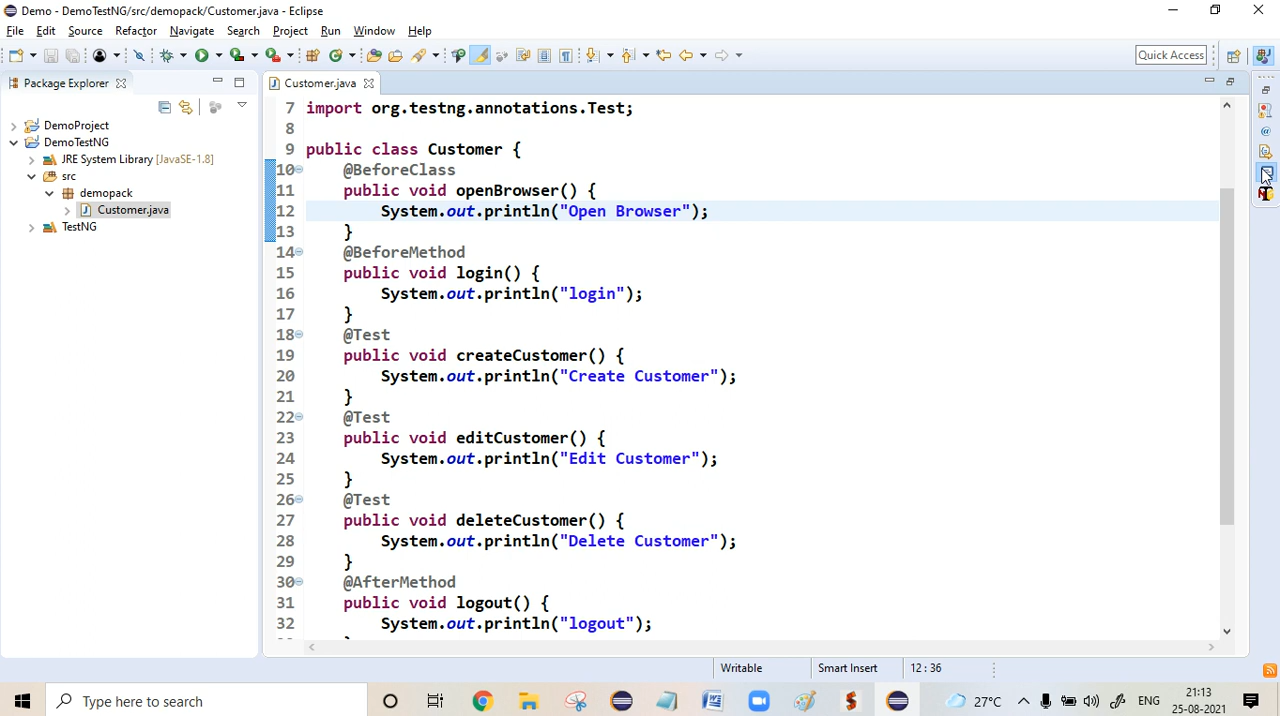 Demo - DemoTestNG/src/demopack/Customer.java - Eclipse
File Edit Source Refactor Navigate Search Project Run Window Help
Quick Access
Package Explorer
Customer.java
DemoProject
DemoTestNG
JRE System Library [JavaSE-1.8]
src
demopack
Customer.java
TestNG
7 import org.testng.annotations.Test;
8
9 public class Customer {
10 @BeforeClass
11 public void openBrowser() {
12 System.out.println("Open Browser");
13 }
14 @BeforeMethod
15 public void login() {
16 System.out.println("login");
17 }
18 @Test
19 public void createCustomer() {
20 System.out.println("Create Customer");
21 }
22 @Test
23 public void editCustomer() {
24 System.out.println("Edit Customer");
25 }
26 @Test
27 public void deleteCustomer() {
28 System.out.println("Delete Customer");
29 }
30 @AfterMethod
31 public void logout() {
32 System.out.println("logout");
Writable Smart Insert 12 : 36
Type here to search
27°C
ENG
21:13
25-08-2021